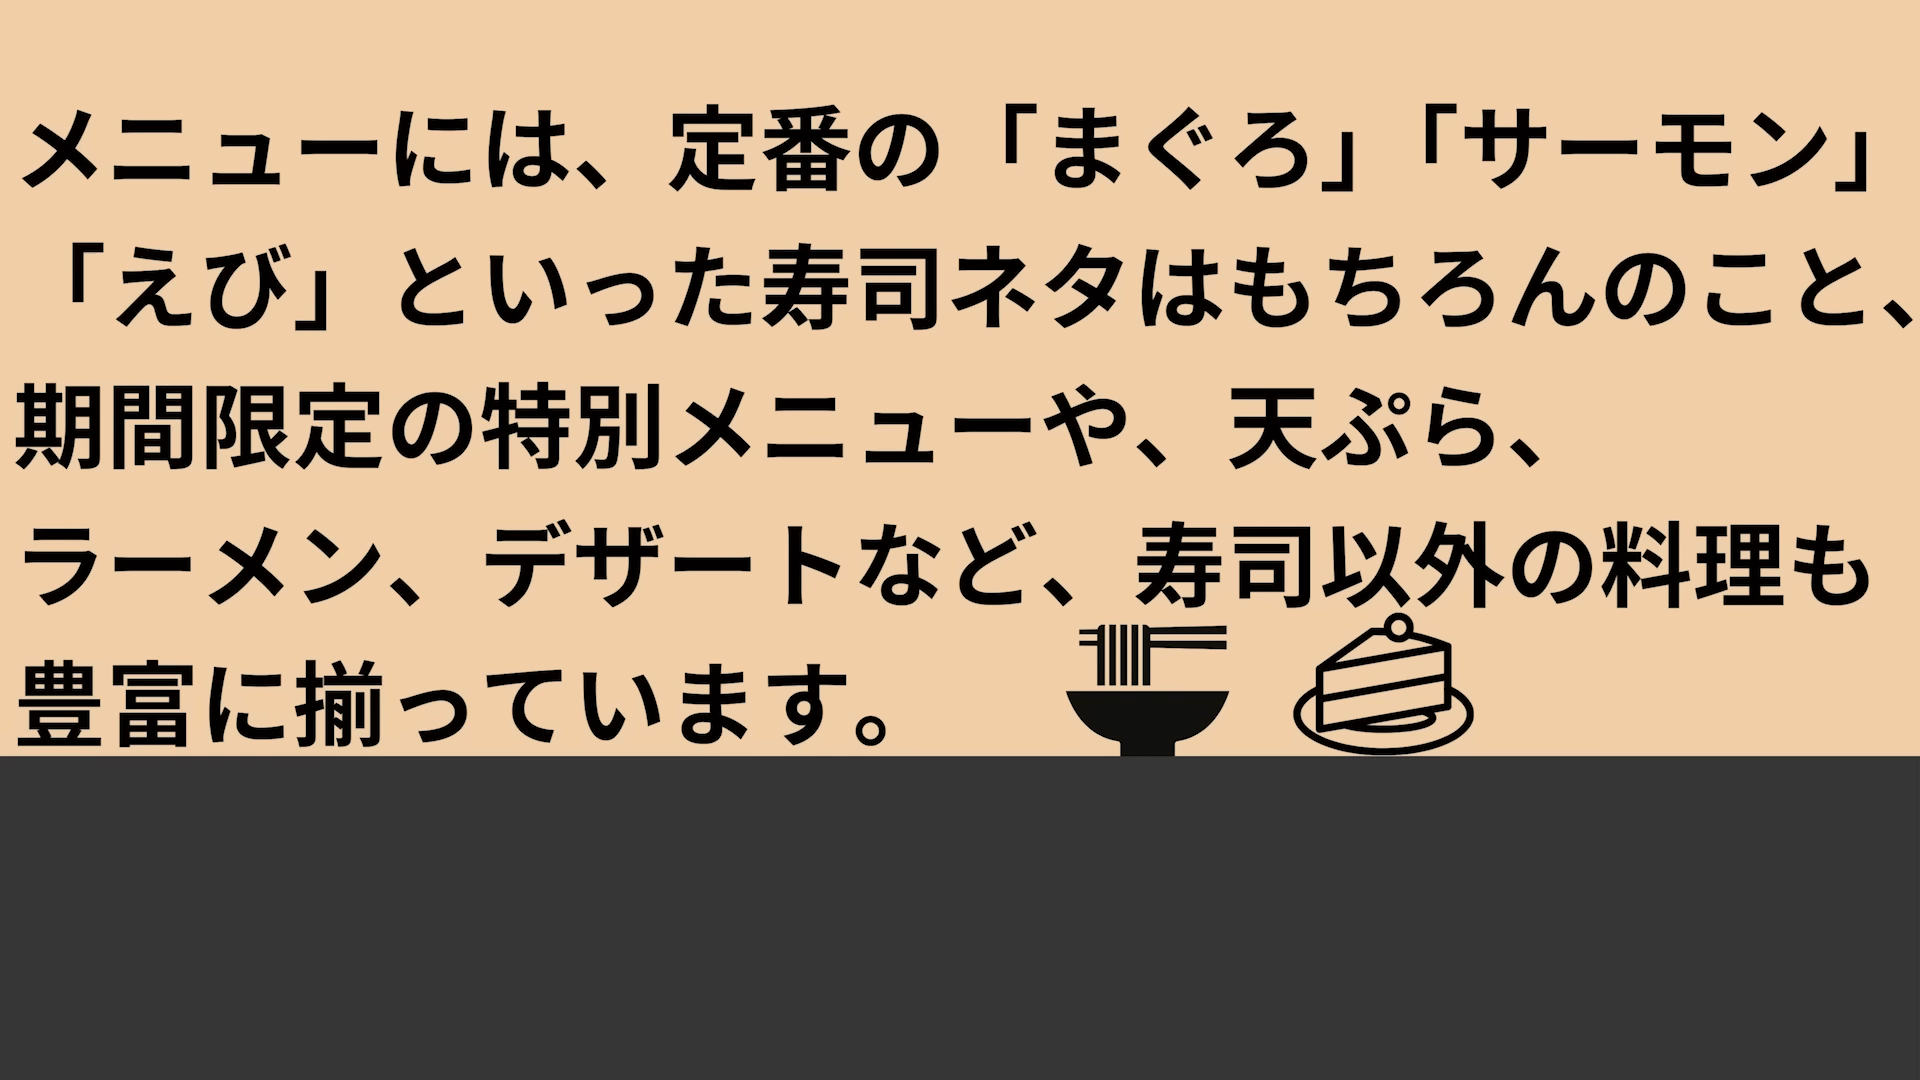 メニューには、定番の「まぐろ」「サーモン」
「えび」といった寿司ネタはもちろんのこと、
期間限定の特別メニューや、天ぷら、
ラーメン、デザートなど、寿司以外の料理も
豊富に揃っています。